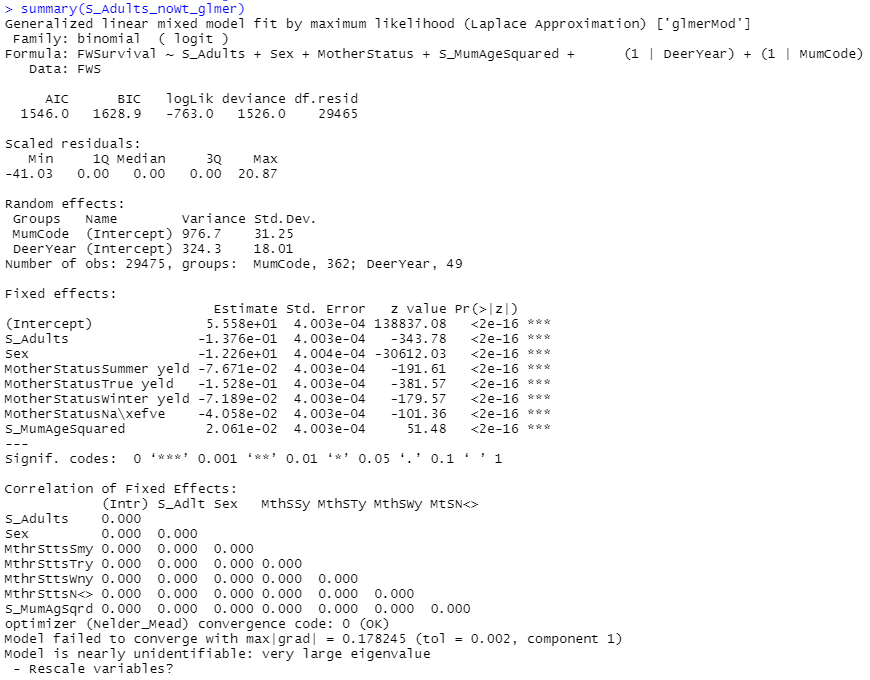 > summary(S_Adults_nowt_glmer)
Generalized linear mixed model fit by maximum likelihood (Laplace Approximation) ['glmerMod']
 Family: binomial  ( logit )
Formula: FWSurvival ~ S_Adults + Sex + MotherStatus + S_MumAgeSquared +      (1 | DeerYear) + (1 | MumCode)
   Data: FWS

     AIC      BIC   logLik deviance df.resid
  1546.0   1628.9   -763.0   1526.0    29465

Scaled residuals:
   Min     1Q Median     3Q    Max
-41.03   0.00   0.00   0.00  20.87

Random effects:
 Groups   Name        Variance Std.Dev.
 MumCode  (Intercept) 976.7    31.25
 DeerYear (Intercept) 324.3    18.01
Number of obs: 29475, groups:  MumCode, 362; DeerYear, 49

Fixed effects:
                           Estimate Std. Error   z value Pr(>|z|)
(Intercept)               5.558e+01  4.003e-04 138837.08   <2e-16 ***
S_Adults                 -1.376e-01  4.003e-04   -343.78   <2e-16 ***
Sex                      -1.226e+01  4.004e-04 -30612.03   <2e-16 ***
MotherStatusSummer yeld  -7.671e-02  4.003e-04   -191.61   <2e-16 ***
MotherStatusTrue yeld    -1.528e-01  4.003e-04   -381.57   <2e-16 ***
MotherStatusWinter yeld  -7.189e-02  4.003e-04   -179.57   <2e-16 ***
MotherStatusNa\xefve     -4.058e-02  4.003e-04   -101.36   <2e-16 ***
S_MumAgeSquared           2.061e-02  4.003e-04     51.48   <2e-16 ***
---
Signif. codes:  0 ‘***’ 0.001 ‘**’ 0.01 ‘*’ 0.05 ‘.’ 0.1 ‘ ’ 1

Correlation of Fixed Effects:
            (Intr) S_Adlt Sex   MthSSy MthSTy MthSWy MtSN<>
S_Adults    0.000
Sex         0.000  0.000
MthrSttsSmy 0.000  0.000  0.000
MthrSttsTry 0.000  0.000  0.000 0.000
MthrSttsWny 0.000  0.000  0.000 0.000  0.000
MthrSttsN<> 0.000  0.000  0.000 0.000  0.000  0.000
S_MumAgSqrd 0.000  0.000  0.000 0.000  0.000  0.000  0.000
optimizer (Nelder_Mead) convergence code: 0 (OK)
Model failed to converge with max|grad| = 0.178245 (tol = 0.002, component 1)
Model is nearly unidentifiable: very large eigenvalue
 - Rescale variables?